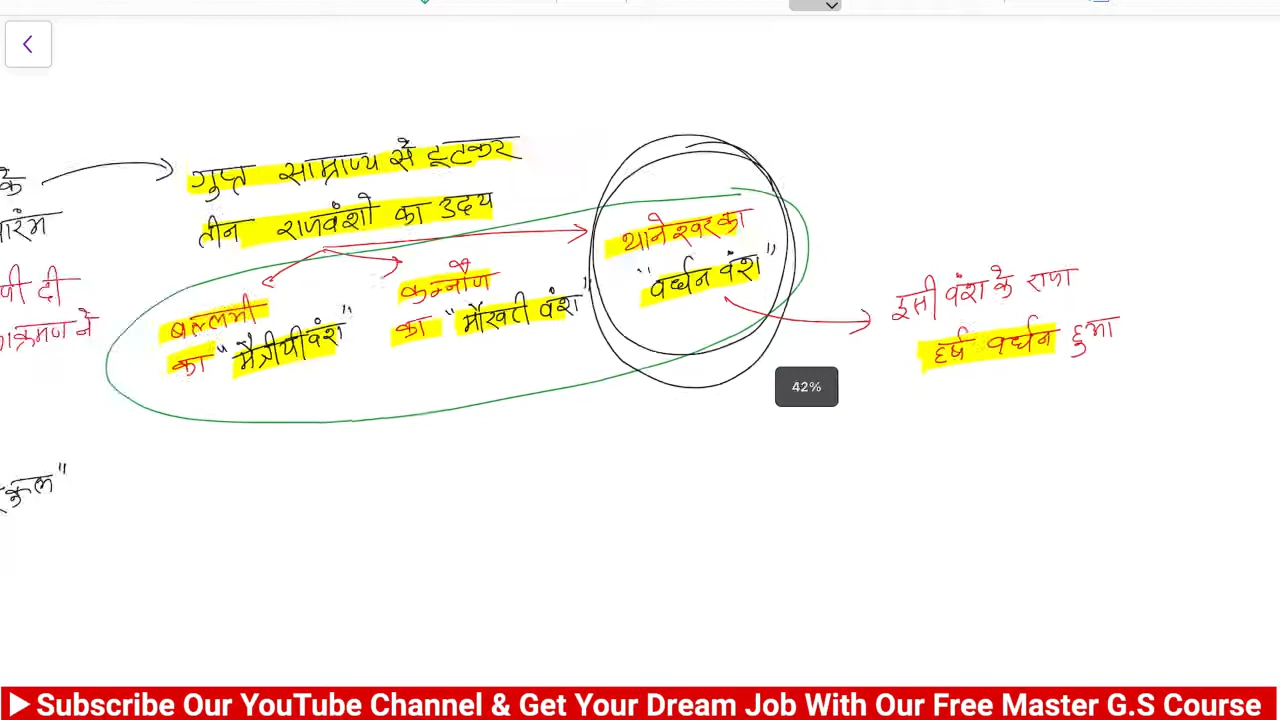 गुप्त साम्राज्य से टूटकर
तीन राजवंशो का उदय
के
ारंम
बल्लभी
का "मैत्रीयी वंश"
कन्नौज
का "मौखरी वंश"
थानेश्वर का
"वर्धन वंश"
इसी वंश के राजा
हर्ष वर्धन हुआ
दी
42%
Subscribe Our YouTube Channel & Get Your Dream Job With Our Free Master G.S Course